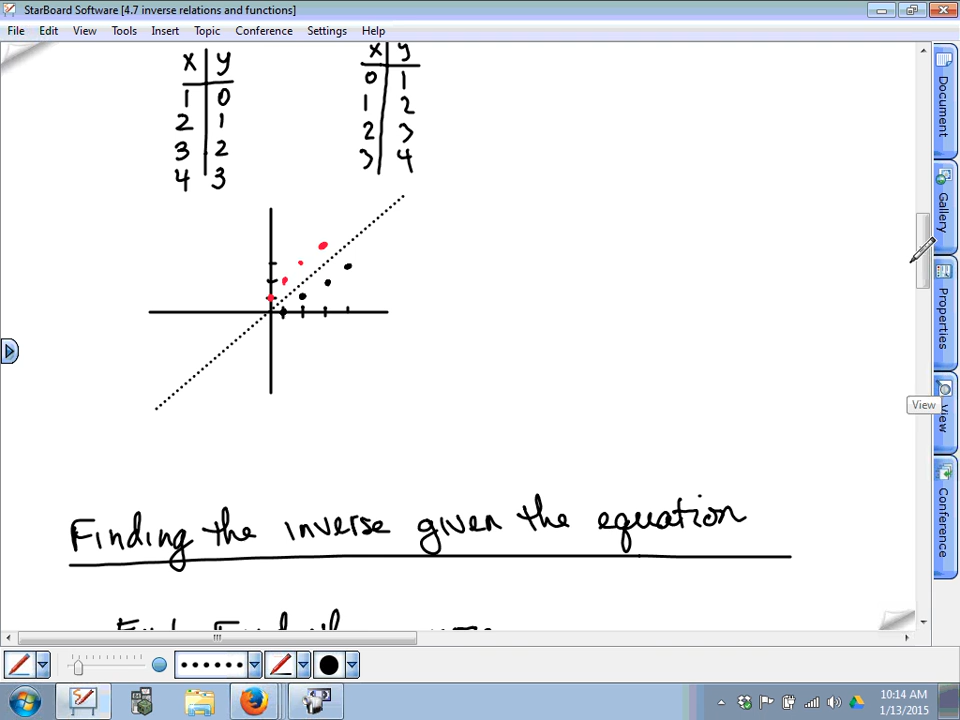 StarBoard Software [4.7 inverse relations and functions]
File Edit View Tools Insert Topic Conference Settings Help
x y
1 0
2 1
3 2
4 3
x y
0 1
1 2
2 3
3 4
Finding the inverse given the equation
Document
Gallery
Properties
View
View
Conference
10:14 AM
1/13/2015